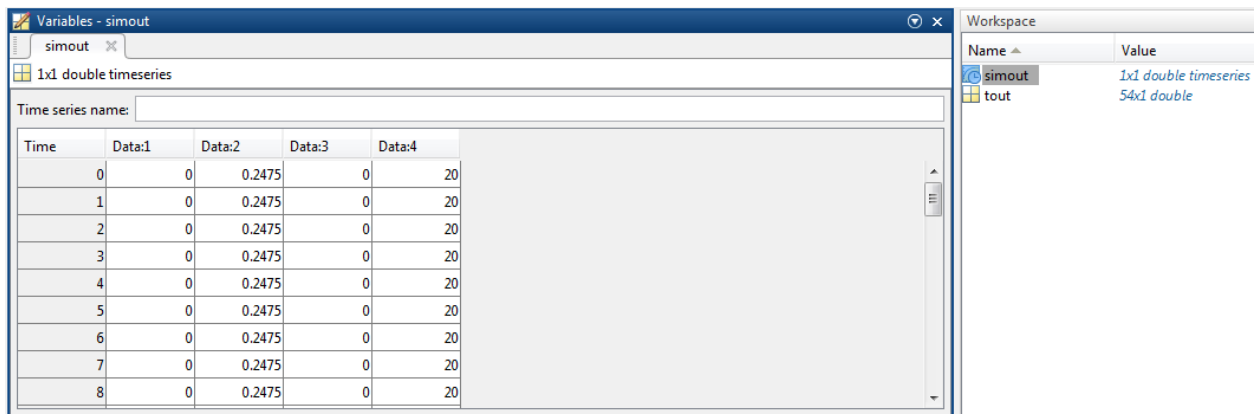 Variables - simout
simout
1x1 double timeseries
Time series name:
Time Data:1 Data:2 Data:3 Data:4
0 0 0.2475 0 20
1 0 0.2475 0 20
2 0 0.2475 0 20
3 0 0.2475 0 20
4 0 0.2475 0 20
5 0 0.2475 0 20
6 0 0.2475 0 20
7 0 0.2475 0 20
8 0 0.2475 0 20
Workspace
Name Value
simout 1x1 double timeseries
tout 54x1 double